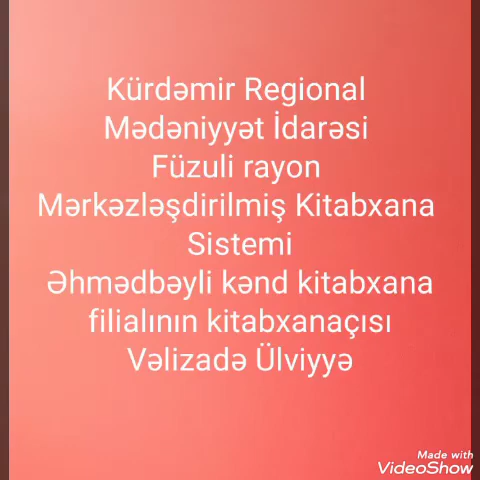 Kürdəmir Regional
Mədəniyyət İdarəsi
Füzuli rayon
Mərkəzləşdirilmiş Kitabxana
Sistemi
Əhmədbəyli kənd kitabxana
filialının kitabxanaçısı
Vəlizadə Ülviyyə
Made with
VideoShow